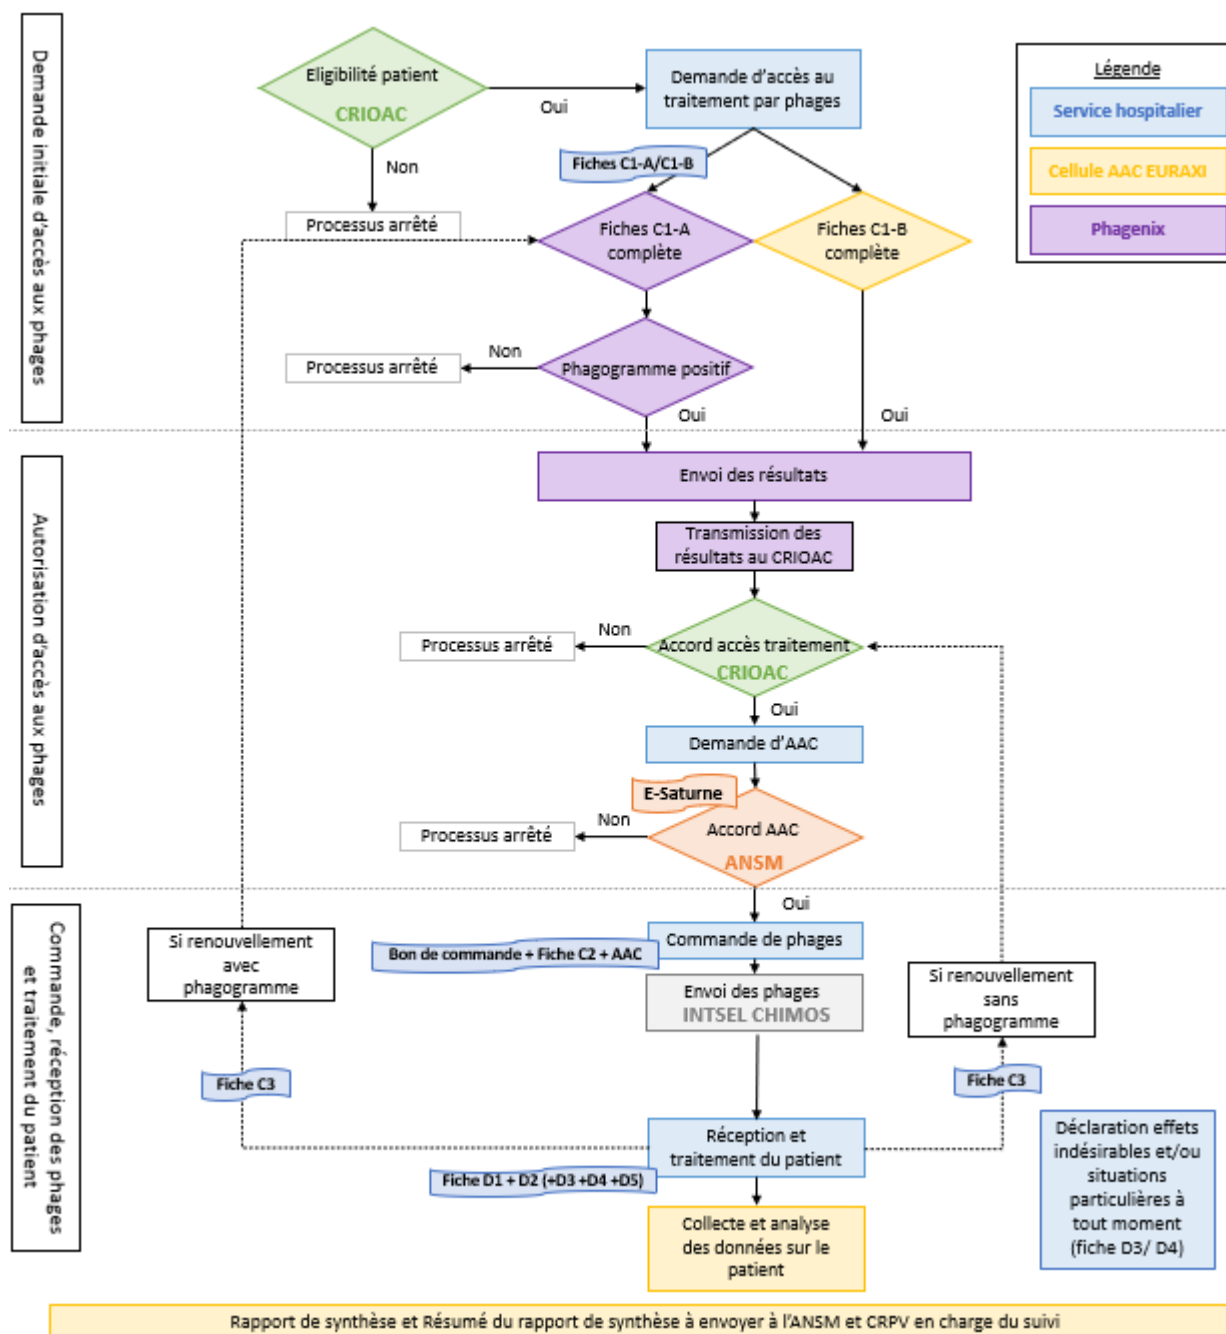 Demande initiale d'accès aux phages
Eligibilité patient
CRIOAC
Oui
Non
Demande d'accès au
traitement par phages
Légende
Service hospitalier
Cellule AAC EURAXI
Phagenix
Fiches C1-A/C1-B
Processus arrêté
Fiches C1-A
complète
Fiches C1-B
complète
Processus arrêté
Non
Phagogramme positif
Oui
Oui
Autorisation d'accès aux phages
Envoi des résultats
Transmission des
résultats au CRIOAC
Processus arrêté
Non
Accord accès traitement
CRIOAC
Oui
Demande d'AAC
E-Saturne
Processus arrêté
Non
Accord AAC
ANSM
Oui
Commande, réception des phages
et traitement du patient
Si renouvellement
avec
phagogramme
Bon de commande + Fiche C2 + AAC
Commande de phages
Envoi des phages
INTSEL CHIMOS
Si renouvellement
sans
phagogramme
Fiche C3
Fiche C3
Réception et
traitement du patient
Fiche D1 + D2 (+D3 +D4 +D5)
Déclaration effets
indésirables et/ou
situations
particulières à
tout moment
(fiche D3/ D4)
Collecte et analyse
des données sur le
patient
Rapport de synthèse et Résumé du rapport de synthèse à envoyer à l'ANSM et CRPV en charge du suivi